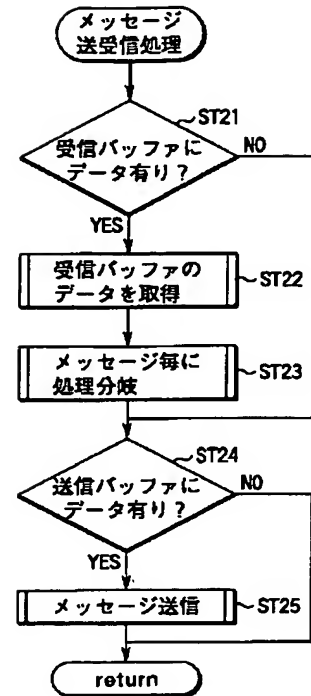 メッセージ
送受信処理
ST21
受信バッファに
データ有り?
NO
YES
受信バッファの
データを取得
ST22
メッセージ毎に
処理分岐
ST23
ST24
送信バッファに
データ有り?
NO
YES
メッセージ送信
ST25
return